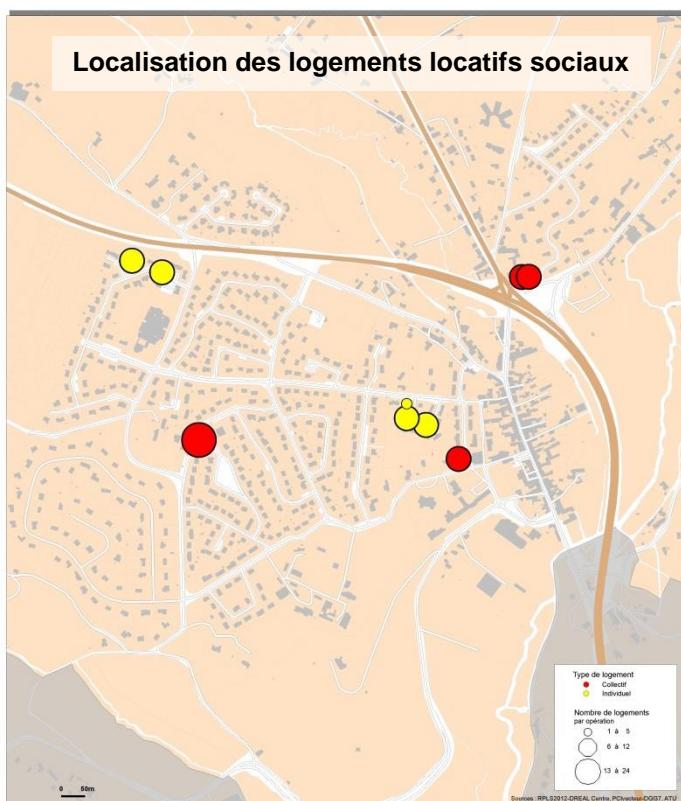 Localisation des logements locatifs sociaux
Type de logement
Collectif
Individuel
Nombre de logements
par opération
1 à 5
6 à 12
13 à 24
0 50m
Sources : RPLS2012-DREAL Centre, PCIvecteur-DGG7, ATU